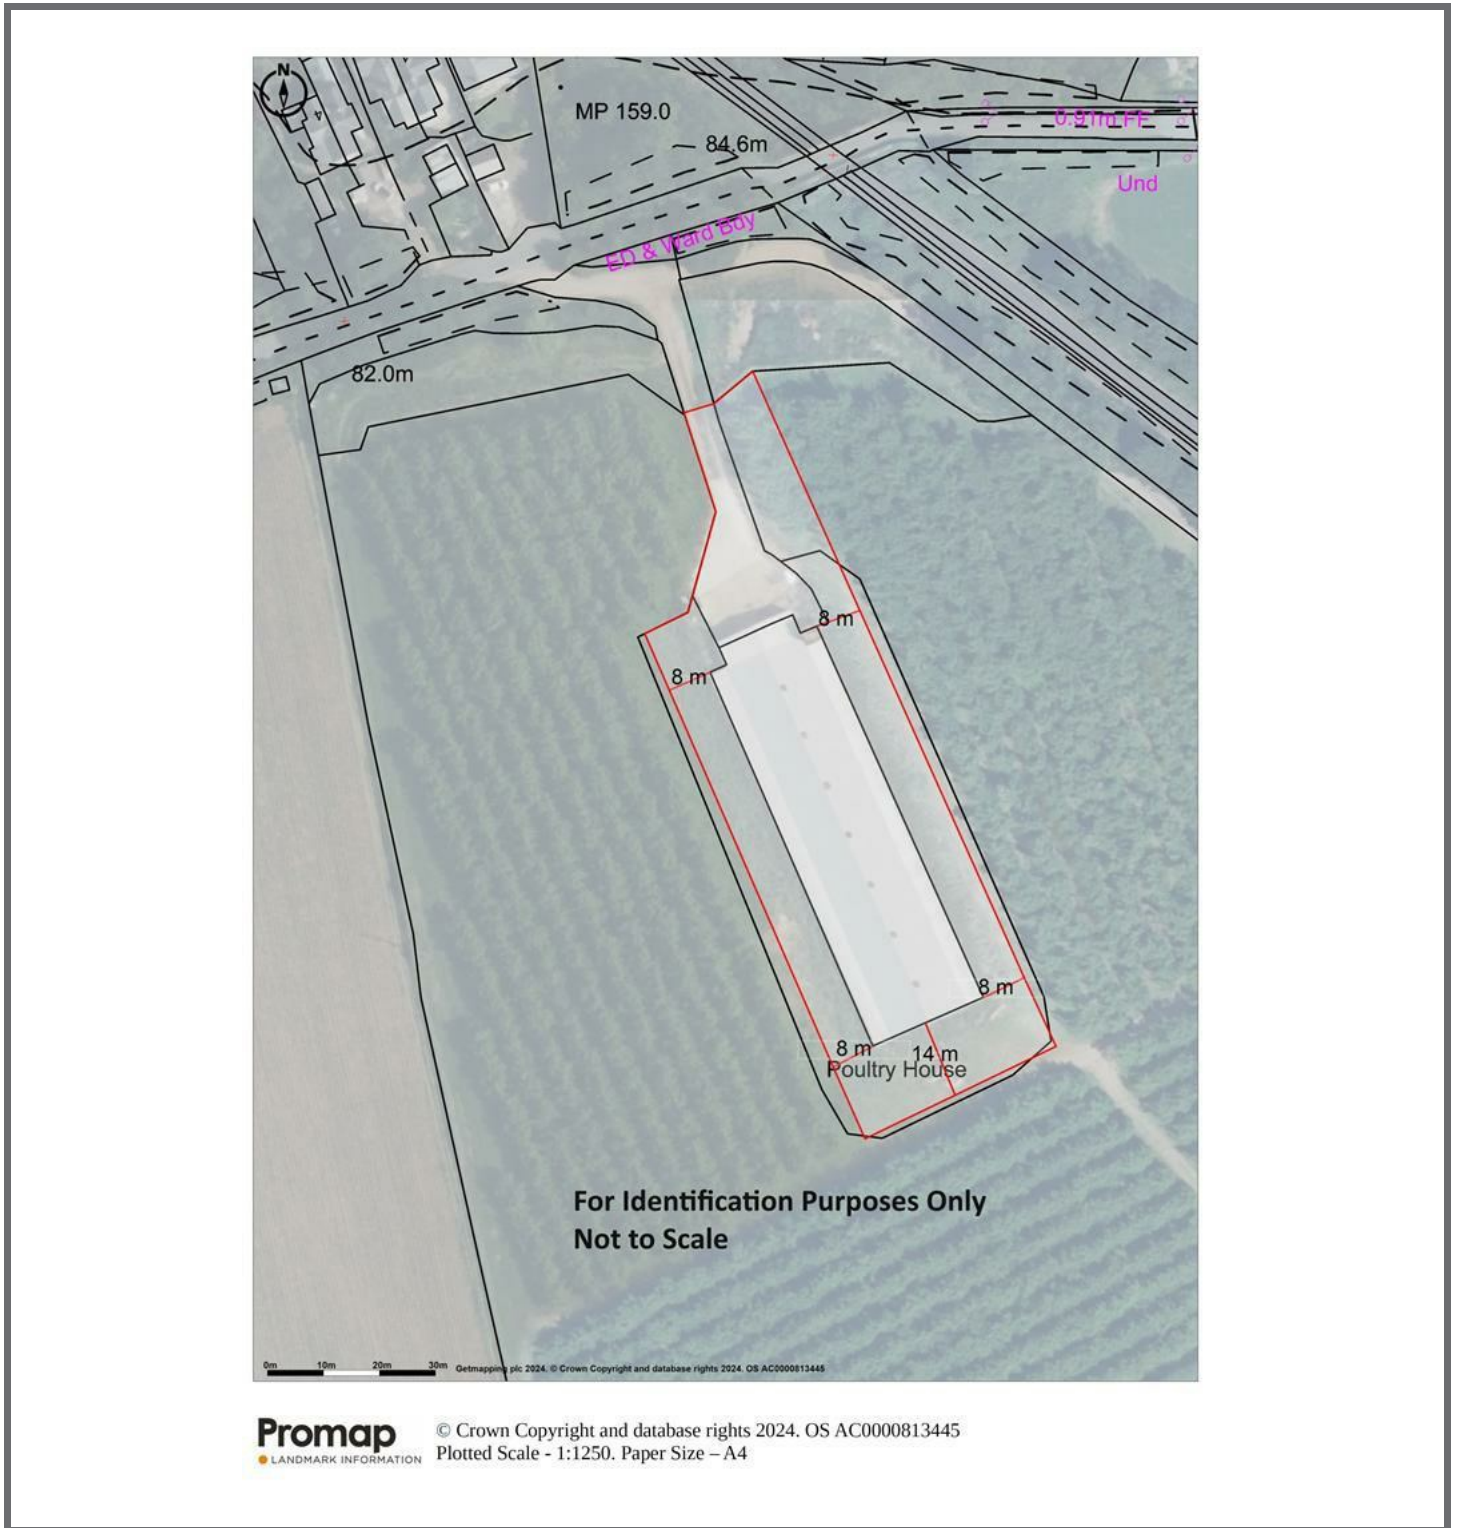 N
MP 159.0
84.6m
0.91m FF
Und
ED & Ward Bdy
82.0m
8 m
8 m
8 m
8 m
14 m
Poultry House
For Identification Purposes Only
Not to Scale
0m 10m 20m 30m
Getmapping plc 2024. © Crown Copyright and database rights 2024. OS AC0000813445
Promap
LANDMARK INFORMATION
© Crown Copyright and database rights 2024. OS AC0000813445
Plotted Scale - 1:1250. Paper Size – A4